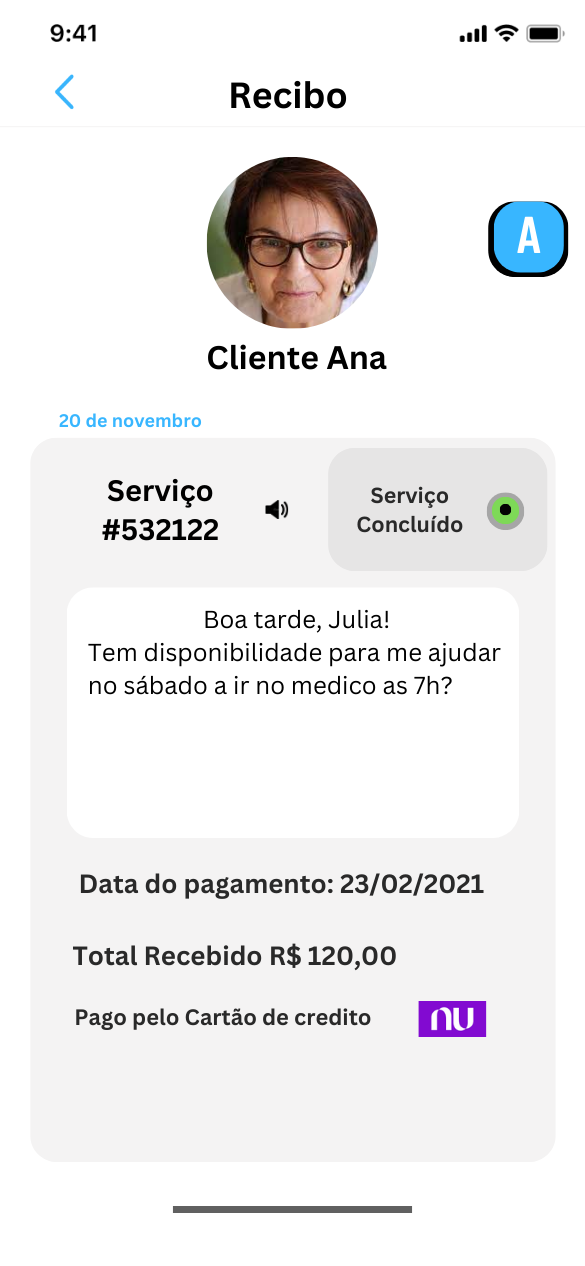 9:41
Recibo
A
Cliente Ana
20 de novembro
Serviço
#532122
Serviço
Concluído
Boa tarde, Julia!
Tem disponibilidade para me ajudar
no sábado a ir no medico as 7h?
Data do pagamento: 23/02/2021
Total Recebido R$ 120,00
Pago pelo Cartão de credito
nu